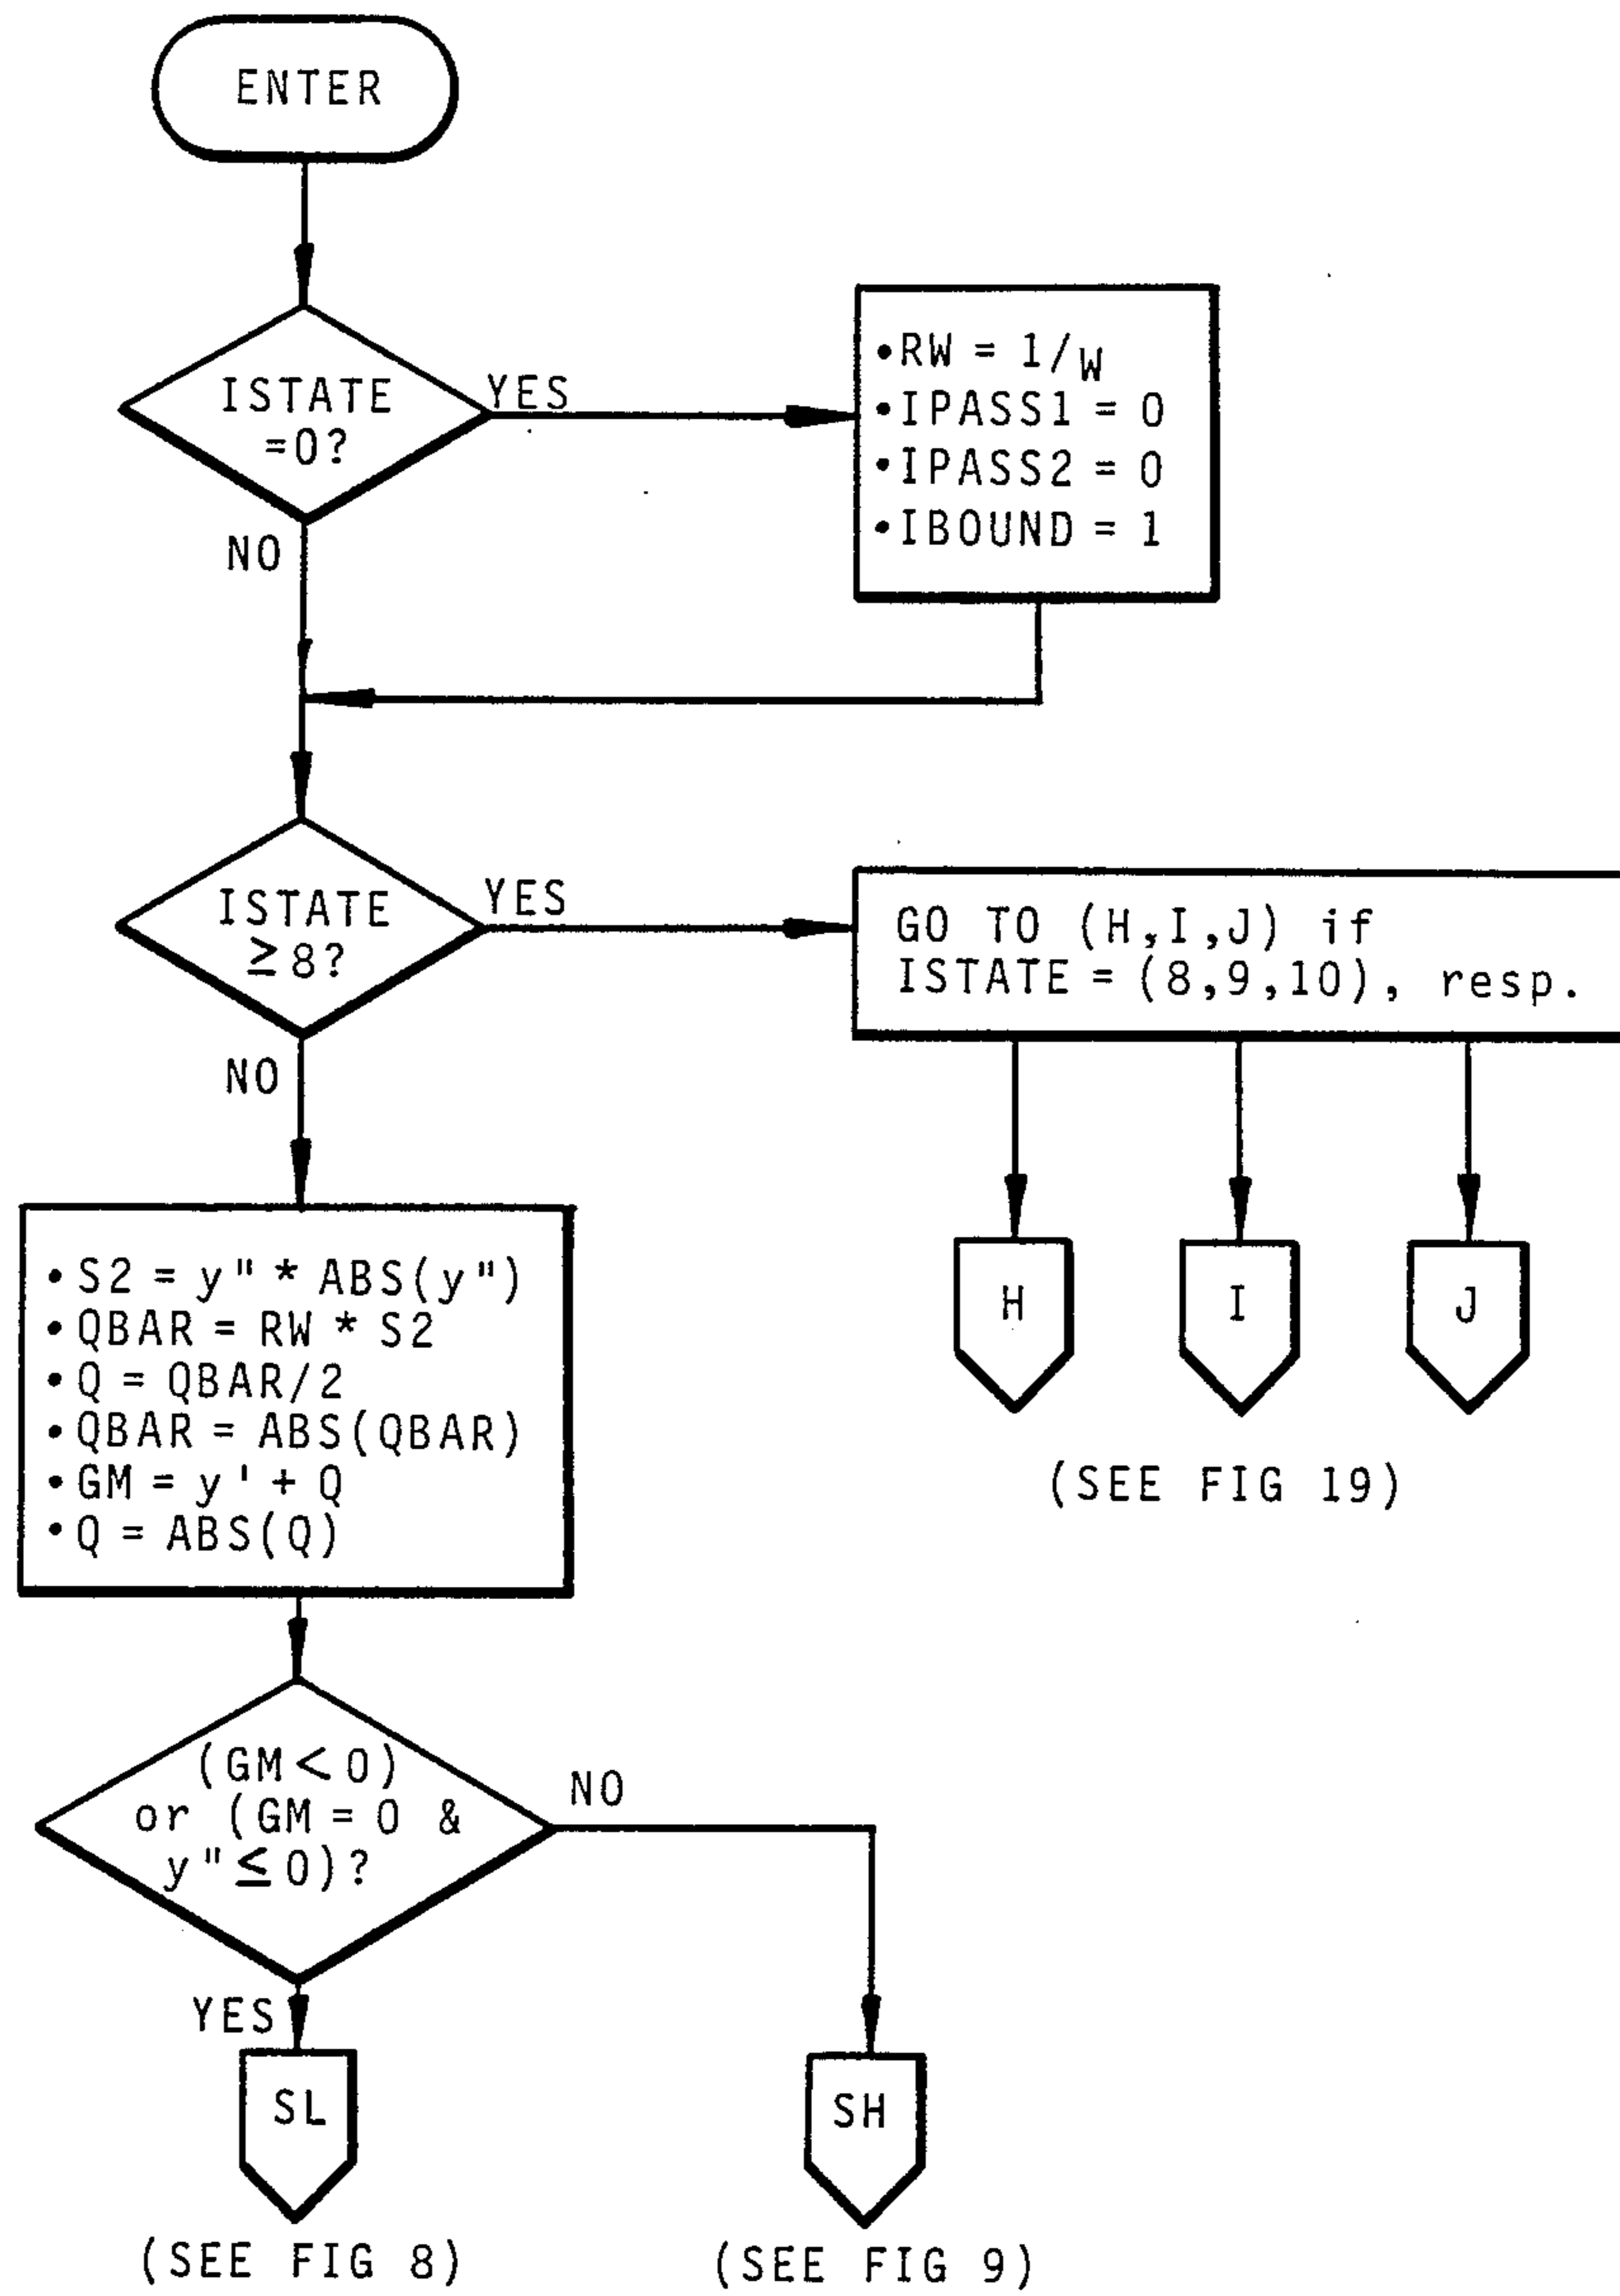 ENTER
ISTATE
=0?
YES
NO
•RW = 1/W
•IPASS1 = 0
•IPASS2 = 0
•IBOUND = 1
ISTATE
≥8?
YES
NO
GO TO (H,I,J) if
ISTATE = (8,9,10), resp.
H
I
J
(SEE FIG 19)
•S2 = y" * ABS(y")
•QBAR = RW * S2
•Q = QBAR/2
•QBAR = ABS(QBAR)
•GM = y' + Q
•Q = ABS(Q)
(GM < 0)
or (GM = 0 &
y" ≤ 0)?
NO
YES
SL
SH
(SEE FIG 8)
(SEE FIG 9)